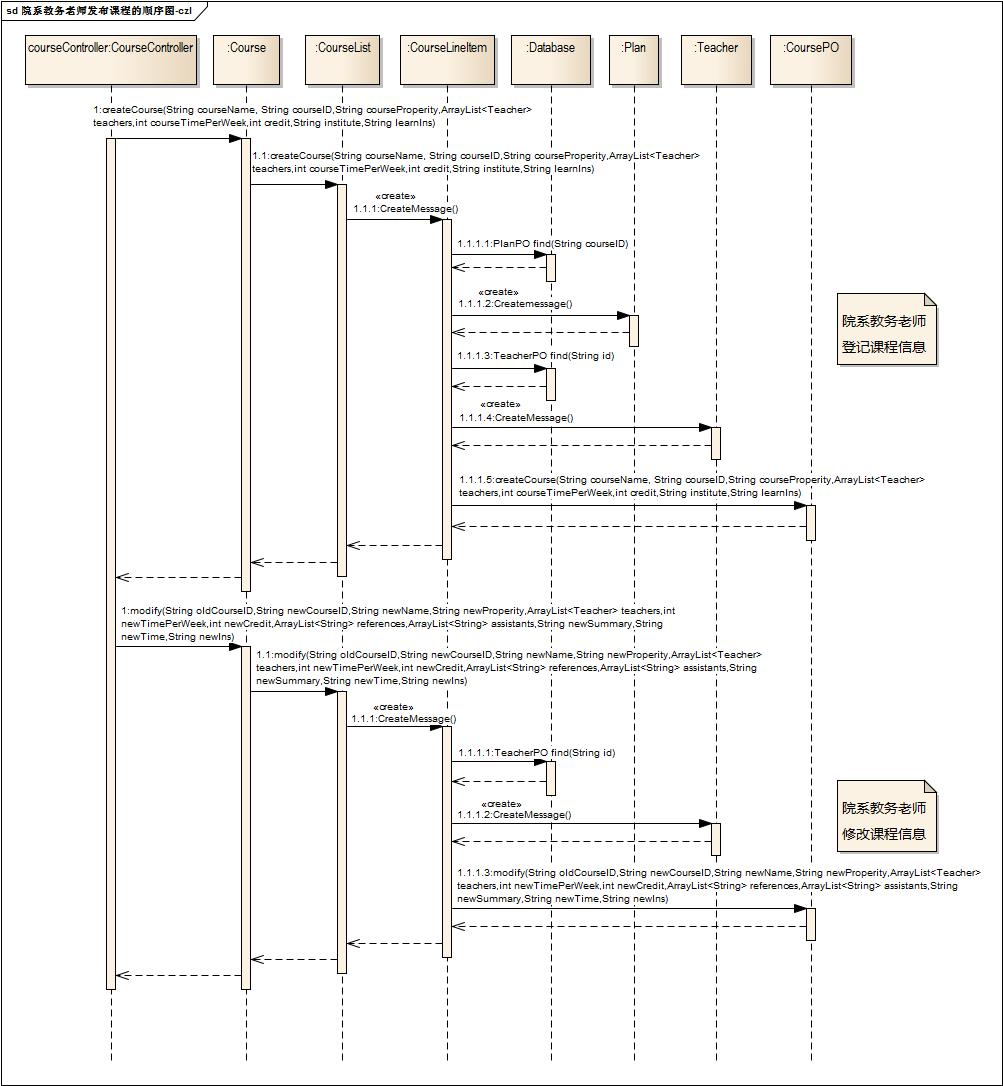 sd 院系教务老师发布课程的顺序图-czl
courseController:CourseController
:Course
:CourseList
:CourseLineItem
:Database
:Plan
:Teacher
:CoursePO
1:createCourse(String courseName, String courseID,String courseProperity,ArrayList<Teacher>
teachers,int courseTimePerWeek,int credit,String institute,String learnIns)
1.1:createCourse(String courseName, String courseID,String courseProperity,ArrayList<Teacher>
teachers,int courseTimePerWeek,int credit,String institute,String learnIns)
«create»
1.1.1:CreateMessage()
1.1.1.1:PlanPO find(String courseID)
«create»
1.1.1.2:Createmessage()
院系教务老师
登记课程信息
1.1.1.3:TeacherPO find(String id)
«create»
1.1.1.4:CreateMessage()
1.1.1.5:createCourse(String courseName, String courseID,String courseProperity,ArrayList<Teacher>
teachers,int courseTimePerWeek,int credit,String institute,String learnIns)
1:modify(String oldCourseID,String newCourseID,String newName,String newProperity,ArrayList<Teacher> teachers,int
newTimePerWeek,int newCredit,ArrayList<String> references,ArrayList<String> assistants,String newSummary,String
newTime,String newIns)
1.1:modify(String oldCourseID,String newCourseID,String newName,String newProperity,ArrayList<Teacher>
teachers,int newTimePerWeek,int newCredit,ArrayList<String> references,ArrayList<String> assistants,String
newSummary,String newTime,String newIns)
«create»
1.1.1:CreateMessage()
1.1.1.1:TeacherPO find(String id)
«create»
1.1.1.2:CreateMessage()
院系教务老师
修改课程信息
1.1.1.3:modify(String oldCourseID,String newCourseID,String newName,String newProperity,ArrayList<Teacher>
teachers,int newTimePerWeek,int newCredit,ArrayList<String> references,ArrayList<String> assistants,String
newSummary,String newTime,String newIns)